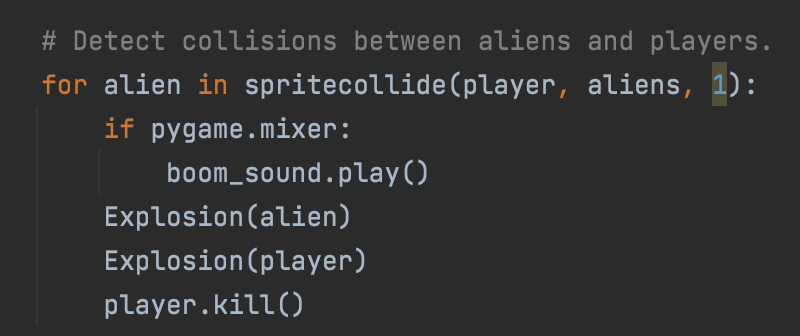 # Detect collisions between aliens and players.
for alien in spritecollide(player, aliens, 1):
    if pygame.mixer:
        boom_sound.play()
    Explosion(alien)
    Explosion(player)
    player.kill()